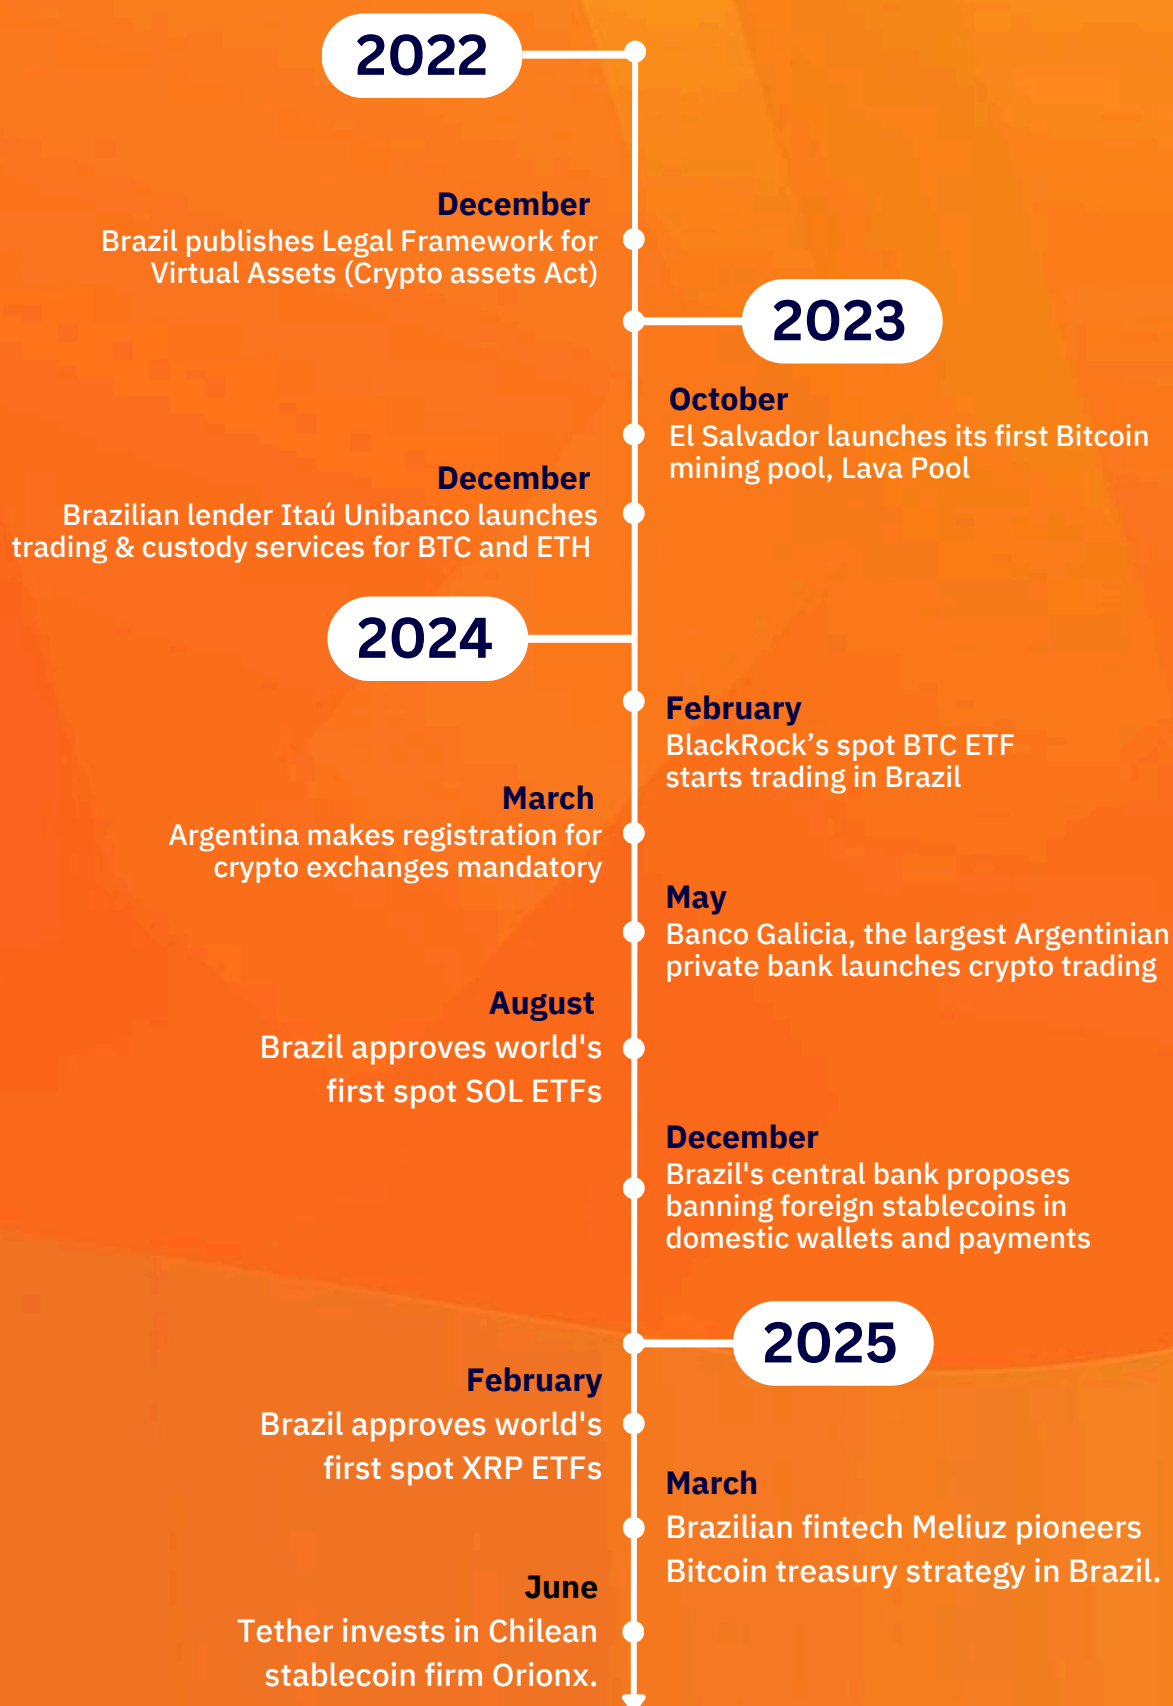 2022
December
Brazil publishes Legal Framework for
Virtual Assets (Crypto assets Act)
2023
October
El Salvador launches its first Bitcoin
mining pool, Lava Pool
December
Brazilian lender Itaú Unibanco launches
trading & custody services for BTC and ETH
2024
February
BlackRock’s spot BTC ETF
starts trading in Brazil
March
Argentina makes registration for
crypto exchanges mandatory
May
Banco Galicia, the largest Argentinian
private bank launches crypto trading
August
Brazil approves world's
first spot SOL ETFs
December
Brazil's central bank proposes
banning foreign stablecoins in
domestic wallets and payments
2025
February
Brazil approves world's
first spot XRP ETFs
March
Brazilian fintech Meliuz pioneers
Bitcoin treasury strategy in Brazil.
June
Tether invests in Chilean
stablecoin firm Orionx.